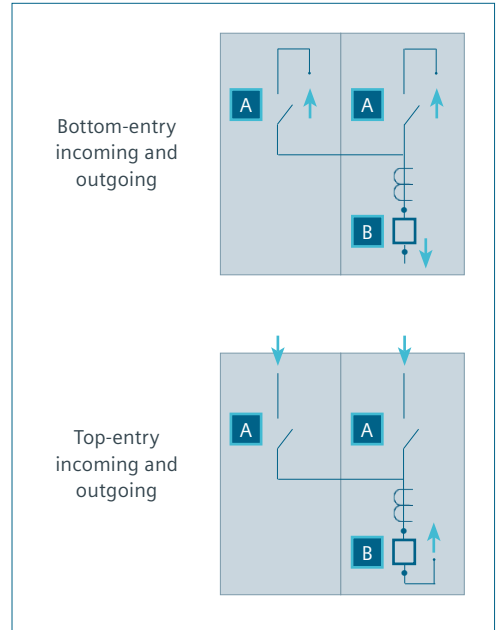 A
A
Bottom-entry
incoming and
outgoing
B
A
A
Top-entry
incoming and
outgoing
B